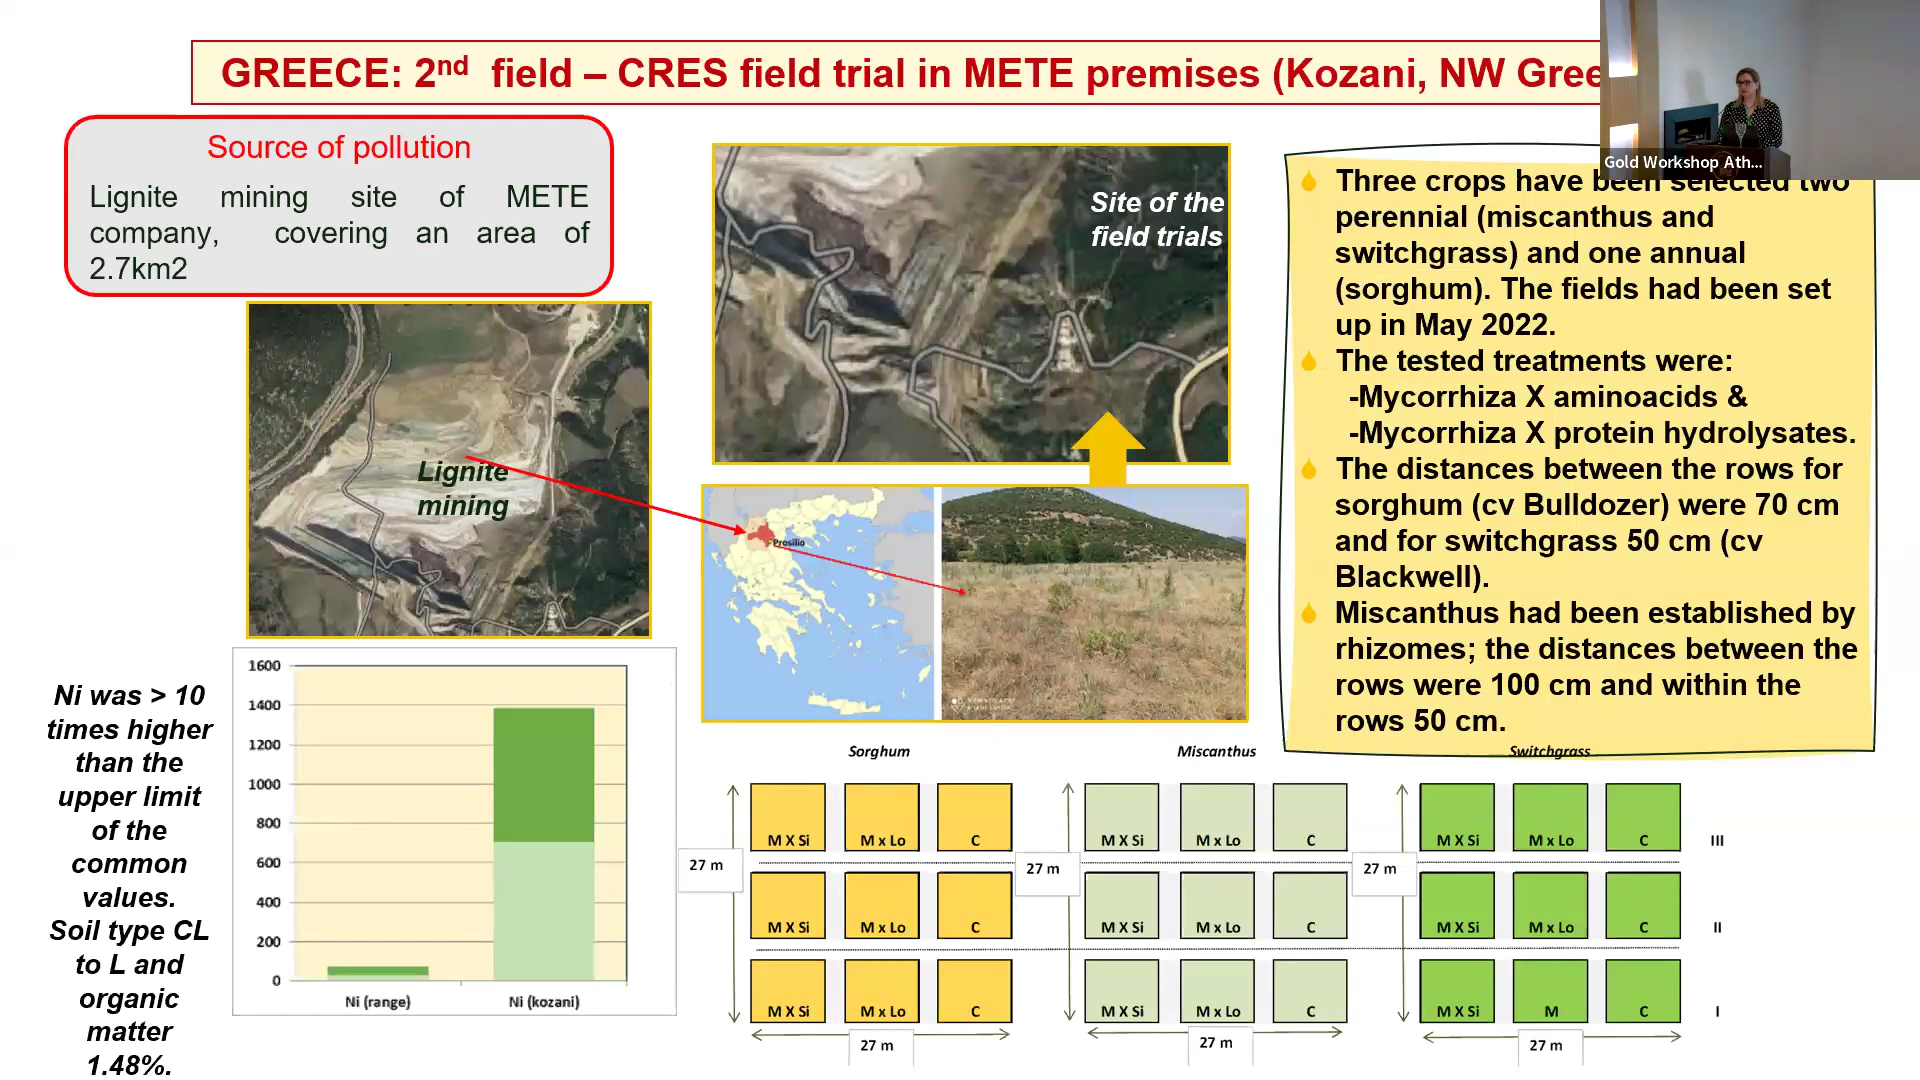 GREECE: 2nd field – CRES field trial in METE premises (Kozani, NW Gree
Gold Workshop Ath...
Source of pollution
Lignite mining site of METE
company, covering an area of
2.7km2
Site of the
field trials
Lignite
mining
Prosilio
Three crops have been selected two
perennial (miscanthus and
switchgrass) and one annual
(sorghum). The fields had been set
up in May 2022.
The tested treatments were:
-Mycorrhiza X aminoacids &
-Mycorrhiza X protein hydrolysates.
The distances between the rows for
sorghum (cv Bulldozer) were 70 cm
and for switchgrass 50 cm (cv
Blackwell).
Miscanthus had been established by
rhizomes; the distances between the
rows were 100 cm and within the
rows 50 cm.
Ni was > 10
times higher
than the
upper limit
of the
common
values.
Soil type CL
to L and
organic
matter
1.48%.
1600
1400
1200
1000
800
600
400
200
0
Ni (range) Ni (kozani)
Sorghum Miscanthus Switchgrass
M X Si M x Lo C M X Si M x Lo C M X Si M x Lo C III
27 m 27 m 27 m
M X Si M x Lo C M X Si M x Lo C M X Si M x Lo C II
M X Si M x Lo C M X Si M x Lo C M X Si M C I
27 m 27 m 27 m